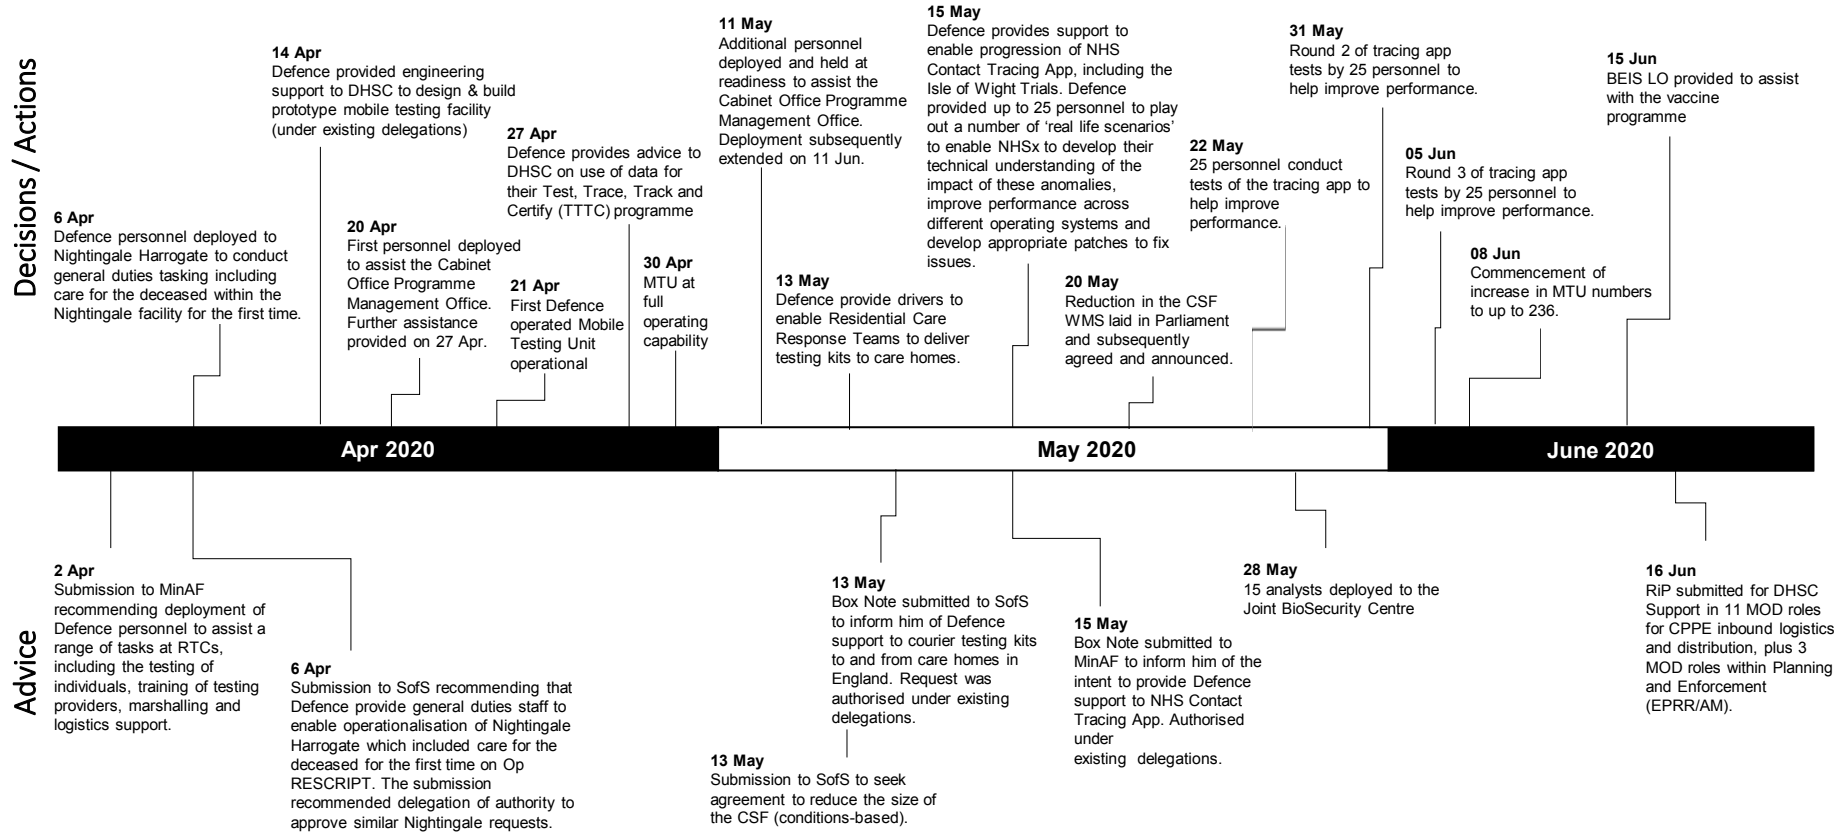 Decisions / Actions
6 Apr
Defence personnel deployed to
Nightingale Harrogate to conduct
general duties tasking including
care for the deceased within the
Nightingale facility for the first time.
14 Apr
Defence provided engineering
support to DHSC to design & build
prototype mobile testing facility
(under existing delegations)
20 Apr
First personnel deployed
to assist the Cabinet
Office Programme
Management Office.
Further assistance
provided on 27 Apr.
21 Apr
First Defence
operated Mobile
Testing Unit
operational
27 Apr
Defence provides advice to
DHSC on use of data for
their Test, Trace, Track and
Certify (TTTC) programme
30 Apr
MTU at
full
operating
capability
11 May
Additional personnel
deployed and held at
readiness to assist the
Cabinet Office Programme
Management Office.
Deployment subsequently
extended on 11 Jun.
13 May
Defence provide drivers to
enable Residential Care
Response Teams to deliver
testing kits to care homes.
15 May
Defence provides support to
enable progression of NHS
Contact Tracing App, including the
Isle of Wight Trials. Defence
provided up to 25 personnel to play
out a number of ‘real life scenarios’
to enable NHSx to develop their
technical understanding of the
impact of these anomalies,
improve performance across
different operating systems and
develop appropriate patches to fix
issues.
20 May
Reduction in the CSF
WMS laid in Parliament
and subsequently
agreed and announced.
22 May
25 personnel conduct
tests of the tracing app to
help improve
performance.
31 May
Round 2 of tracing app
tests by 25 personnel to
help improve performance.
05 Jun
Round 3 of tracing app
tests by 25 personnel to
help improve performance.
08 Jun
Commencement of
increase in MTU numbers
to up to 236.
15 Jun
BEIS LO provided to assist
with the vaccine
programme
Apr 2020
May 2020
June 2020
Advice
2 Apr
Submission to MinAF
recommending deployment of
Defence personnel to assist a
range of tasks at RTCs,
including the testing of
individuals, training of testing
providers, marshalling and
logistics support.
6 Apr
Submission to SofS recommending that
Defence provide general duties staff to
enable operationalisation of Nightingale
Harrogate which included care for the
deceased for the first time on Op
RESCRIPT. The submission
recommended delegation of authority to
approve similar Nightingale requests.
13 May
Box Note submitted to SofS
to inform him of Defence
support to courier testing kits
to and from care homes in
England. Request was
authorised under existing
delegations.
13 May
Submission to SofS to seek
agreement to reduce the size of
the CSF (conditions-based).
15 May
Box Note submitted to
MinAF to inform him of the
intent to provide Defence
support to NHS Contact
Tracing App. Authorised
under
existing delegations.
28 May
15 analysts deployed to the
Joint BioSecurity Centre
16 Jun
RiP submitted for DHSC
Support in 11 MOD roles
for CPPE inbound logistics
and distribution, plus 3
MOD roles within Planning
and Enforcement
(EPRR/AM).